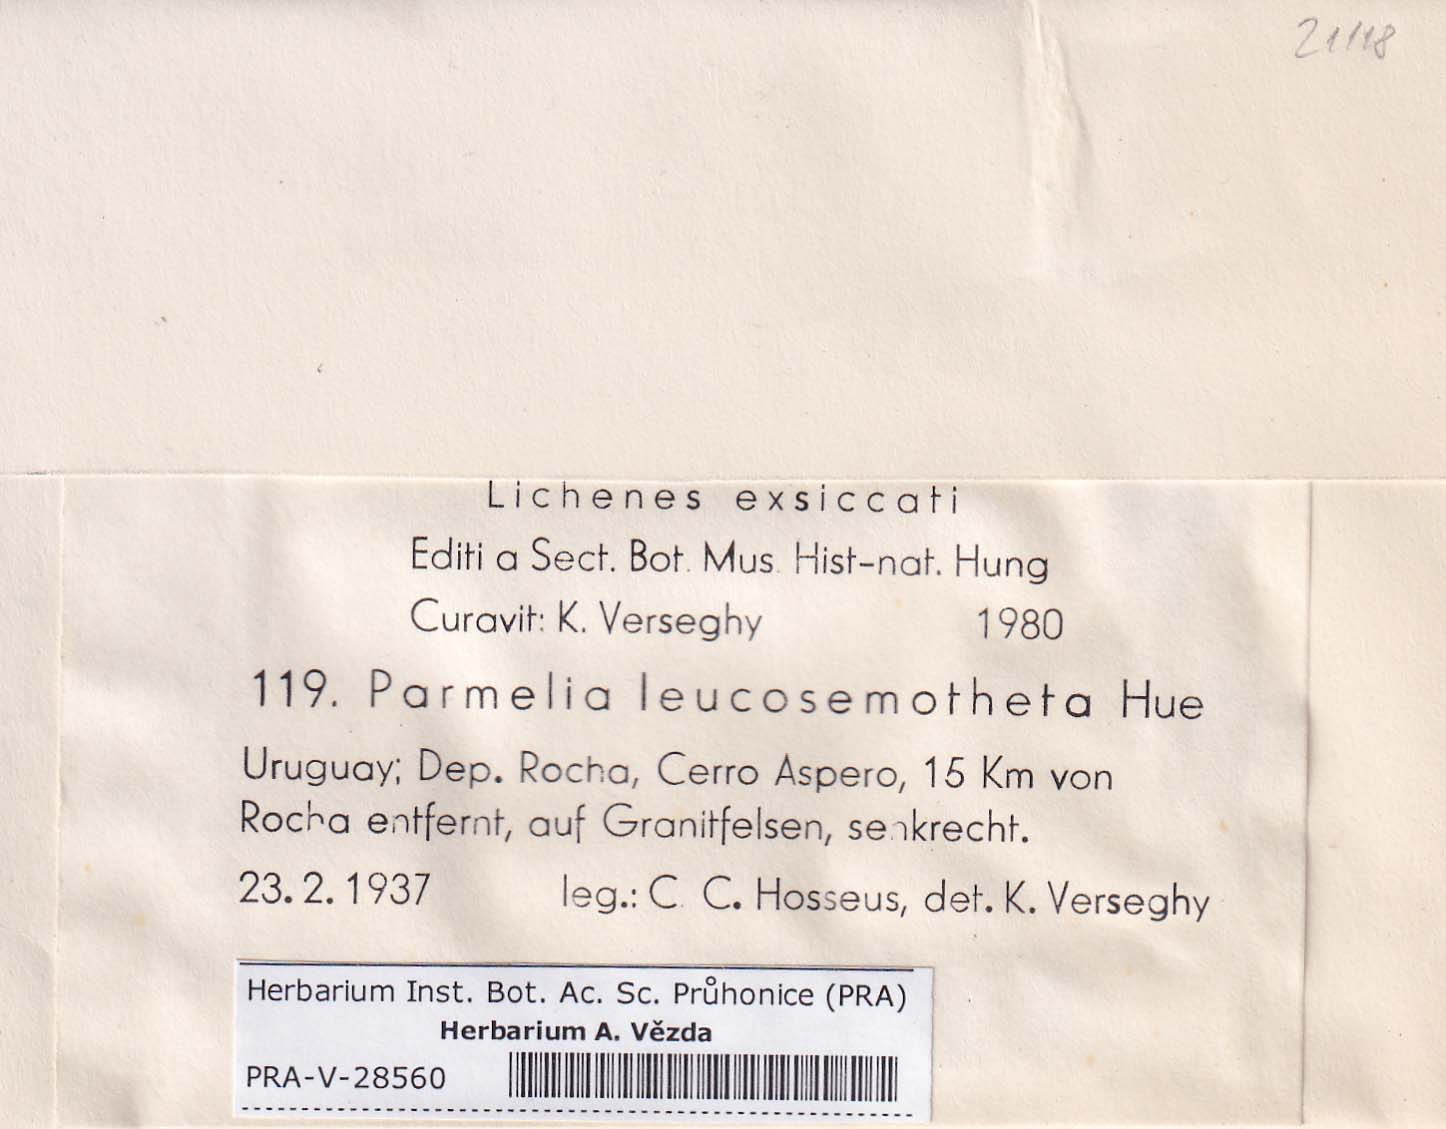 21118
Lichenes exsiccati
Editi a Sect. Bot. Mus. Hist-nat. Hung
Curavit: K. Verseghy 1980
119. Parmelia leucosemotheta Hue
Uruguay; Dep. Rocha, Cerro Aspero, 15 Km von
Rocha entfernt, auf Granitfelsen, senkrecht.
23. 2. 1937 leg.: C. C. Hosseus, det. K. Verseghy
Herbarium Inst. Bot. Ac. Sc. Průhonice (PRA)
Herbarium A. Vězda
PRA-V-28560